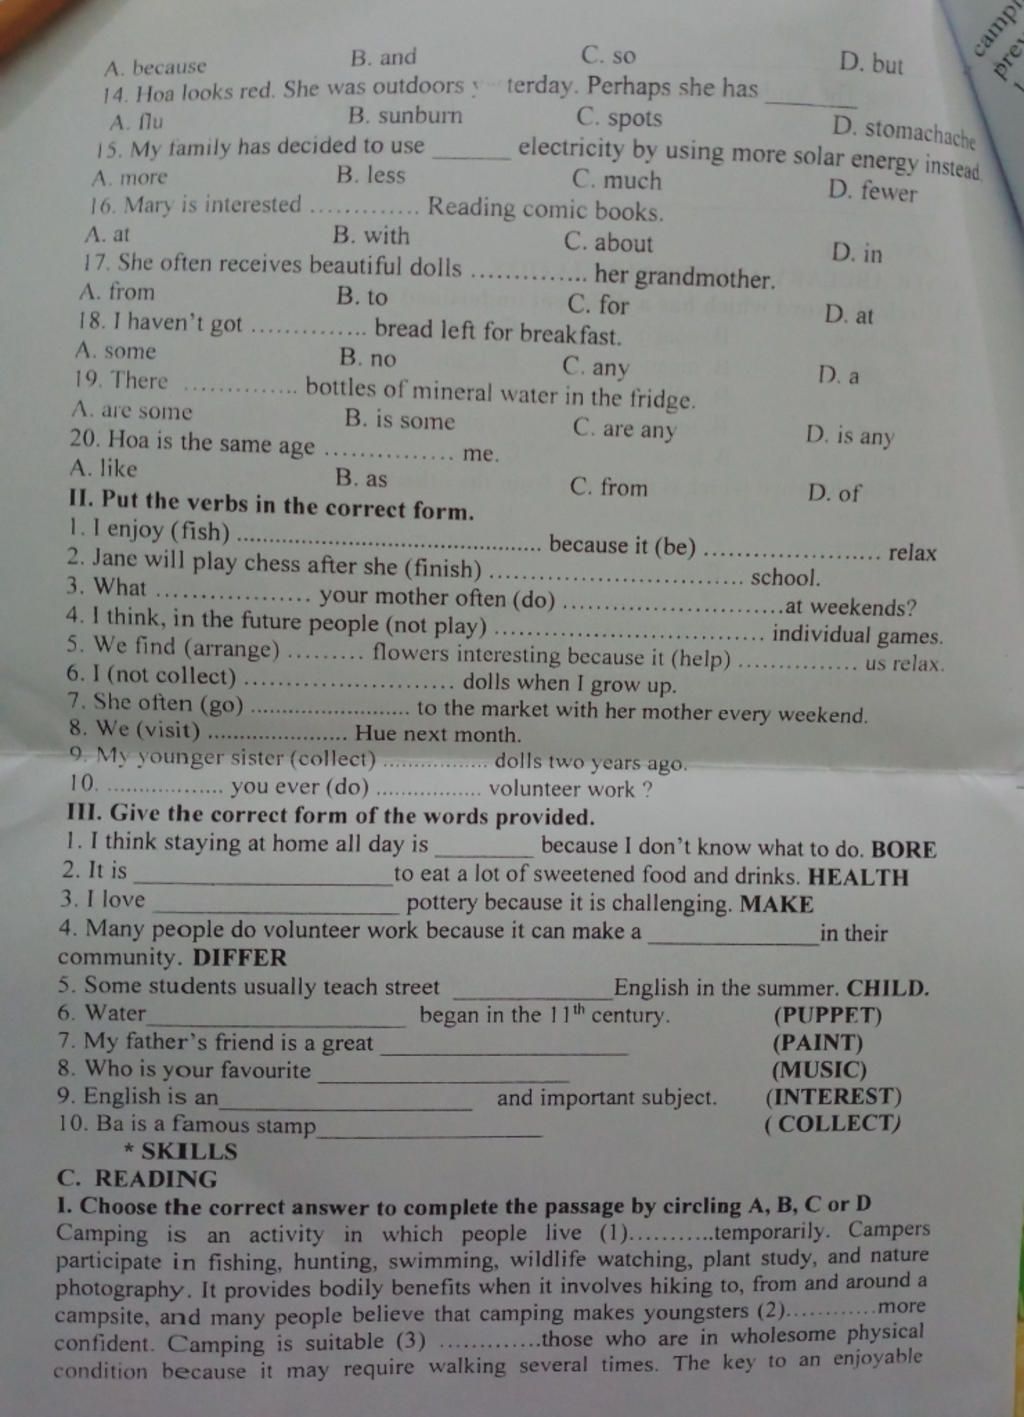 A. because B. and C. so D. but
14. Hoa looks red. She was outdoors y terday. Perhaps she has ________
A. flu B. sunburn C. spots D. stomachache
15. My family has decided to use _______ electricity by using more solar energy instead.
A. more B. less C. much D. fewer
16. Mary is interested ............. Reading comic books.
A. at B. with C. about D. in
17. She often receives beautiful dolls .............. her grandmother.
A. from B. to C. for D. at
18. I haven't got .............. bread left for breakfast.
A. some B. no C. any D. a
19. There .............. bottles of mineral water in the fridge.
A. are some B. is some C. are any D. is any
20. Hoa is the same age ............... me.
A. like B. as C. from D. of
II. Put the verbs in the correct form.
1. I enjoy (fish) ............................................. because it (be) ..................... relax
2. Jane will play chess after she (finish) .............................. school.
3. What .................. your mother often (do) ..........................at weekends?
4. I think, in the future people (not play) ................................ individual games.
5. We find (arrange) ......... flowers interesting because it (help) .............. us relax.
6. I (not collect) ......................... dolls when I grow up.
7. She often (go) .......................... to the market with her mother every weekend.
8. We (visit) ....................... Hue next month.
9. My younger sister (collect) ................. dolls two years ago.
10. .................. you ever (do) ................. volunteer work ?
III. Give the correct form of the words provided.
1. I think staying at home all day is _________ because I don't know what to do. BORE
2. It is ________________________to eat a lot of sweetened food and drinks. HEALTH
3. I love _______________________ pottery because it is challenging. MAKE
4. Many people do volunteer work because it can make a ________________in their
community. DIFFER
5. Some students usually teach street _______________English in the summer. CHILD.
6. Water________________________ began in the 11th century. (PUPPET)
7. My father's friend is a great _______________________ (PAINT)
8. Who is your favourite _______________________ (MUSIC)
9. English is an_______________________ and important subject. (INTEREST)
10. Ba is a famous stamp_____________________ ( COLLECT)
* SKILLS
C. READING
I. Choose the correct answer to complete the passage by circling A, B, C or D
Camping is an activity in which people live (1)...........temporarily. Campers
participate in fishing, hunting, swimming, wildlife watching, plant study, and nature
photography. It provides bodily benefits when it involves hiking to, from and around a
campsite, and many people believe that camping makes youngsters (2)............more
confident. Camping is suitable (3) .............those who are in wholesome physical
condition because it may require walking several times. The key to an enjoyable